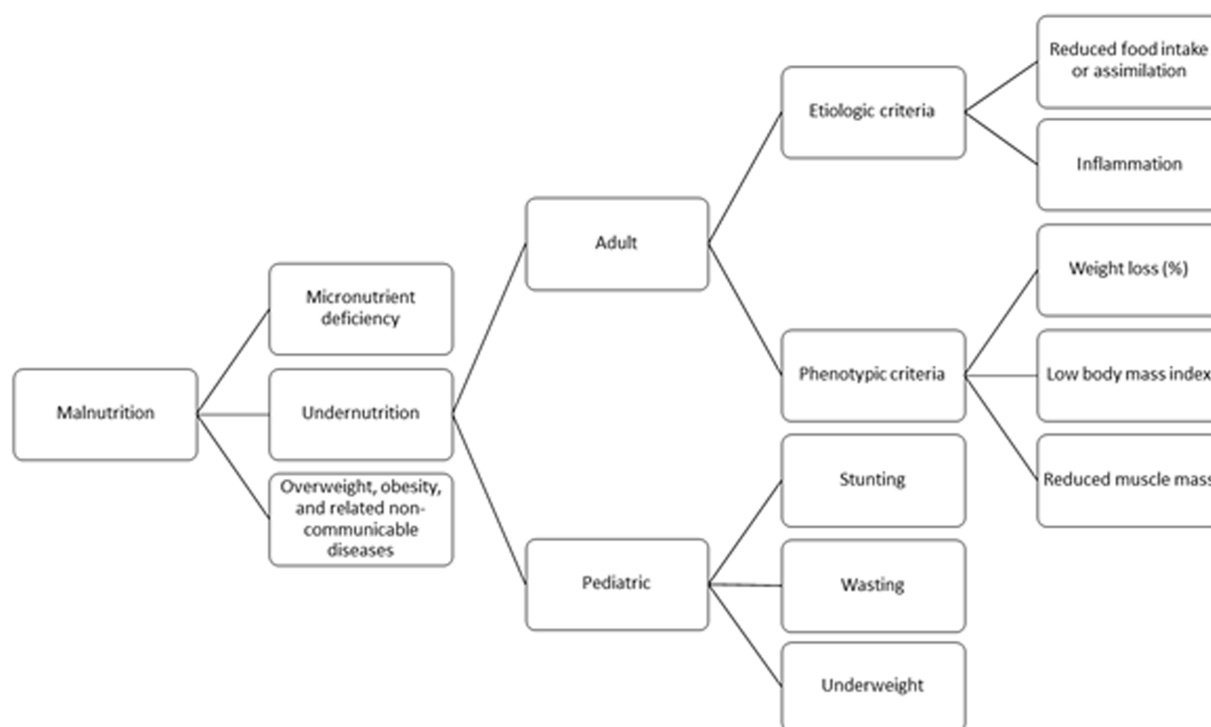 Malnutrition
Micronutrient
deficiency
Undernutrition
Overweight, obesity,
and related non-
communicable
diseases
Adult
Pediatric
Etiologic criteria
Phenotypic criteria
Stunting
Wasting
Underweight
Reduced food intake
or assimilation
Inflammation
Weight loss (%)
Low body mass index
Reduced muscle mass